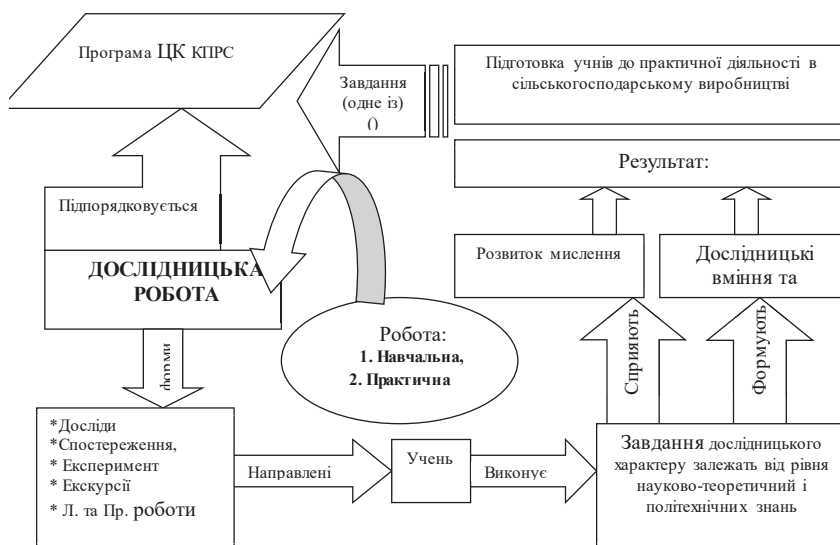 Програма ЦК КПРС
Завдання
(одне із)
()
Підготовка учнів до практичної діяльності в
сільськогосподарському виробництві
Результат:
Підпорядковується
Розвиток мислення
Дослідницькі
вміння та
ДОСЛІДНИЦЬКА
РОБОТА
Робота:
1. Навчальна,
2. Практична
форми
Сприяють
Формують
*Досліди
*Спостереження,
* Експеримент
* Екскурсії
* Л. та Пр. роботи
Направлені
Учень
Виконує
Завдання дослідницького
характеру залежать від рівня
науково-теоретичний і
політехнічних знань